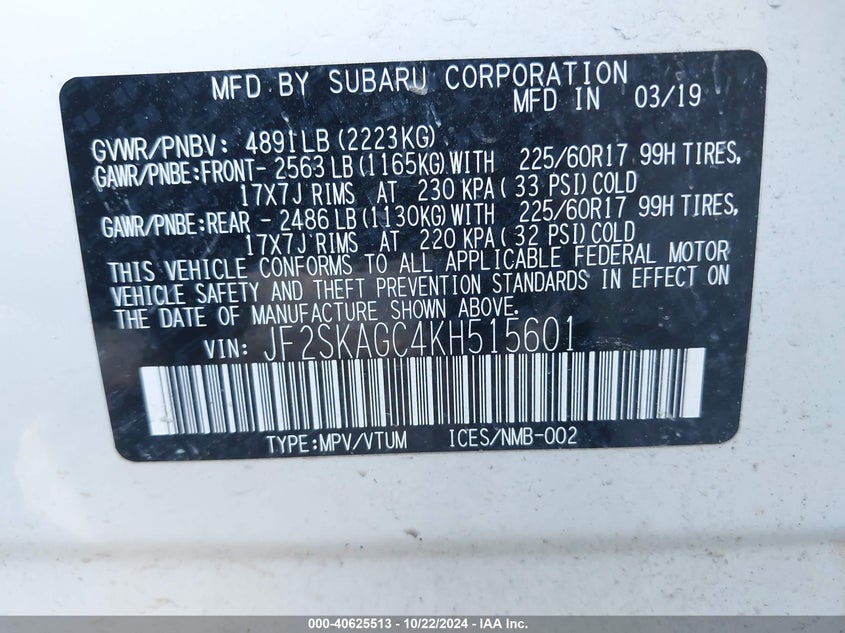 MFD BY SUBARU CORPORATION
MFD IN 03/19
GVWR/PNBV: 4891LB(2223KG)
GAWR/PNBE:FRONT- 2563LB(1165KG)WITH 225/60R17 99H TIRES,
17X7J RIMS AT 230 KPA(33 PSI)COLD
GAWR/PNBE:REAR - 2486LB(1130KG)WITH 225/60R17 99H TIRES,
17X7J RIMS AT 220 KPA(32 PSI)COLD
THIS VEHICLE CONFORMS TO ALL APPLICABLE FEDERAL MOTOR
VEHICLE SAFETY AND THEFT PREVENTION STANDARDS IN EFFECT ON
THE DATE OF MANUFACTURE SHOWN ABOVE.
VIN: JF2SKAGC4KH515601
TYPE:MPV/VTUM ICES/NMB-002
000-40625513 - 10/22/2024 - IAA Inc.